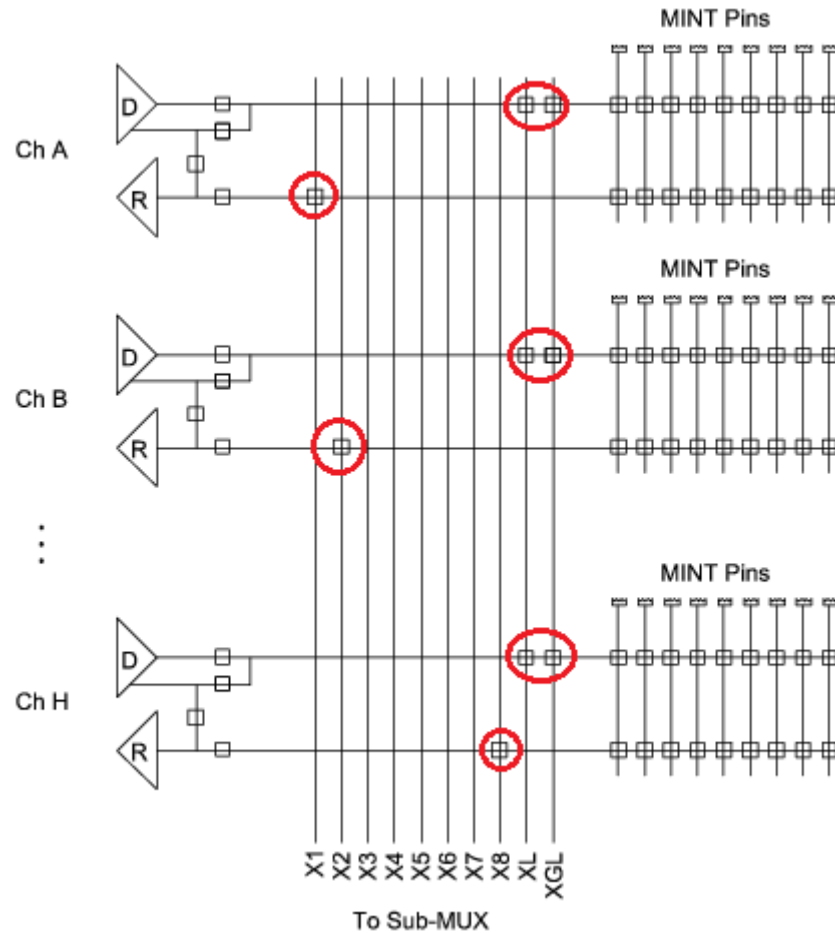 MINT Pins
D
Ch A
R
MINT Pins
D
Ch B
R
MINT Pins
D
Ch H
R
X1 X2 X3 X4 X5 X6 X7 X8 XL XGL
To Sub-MUX